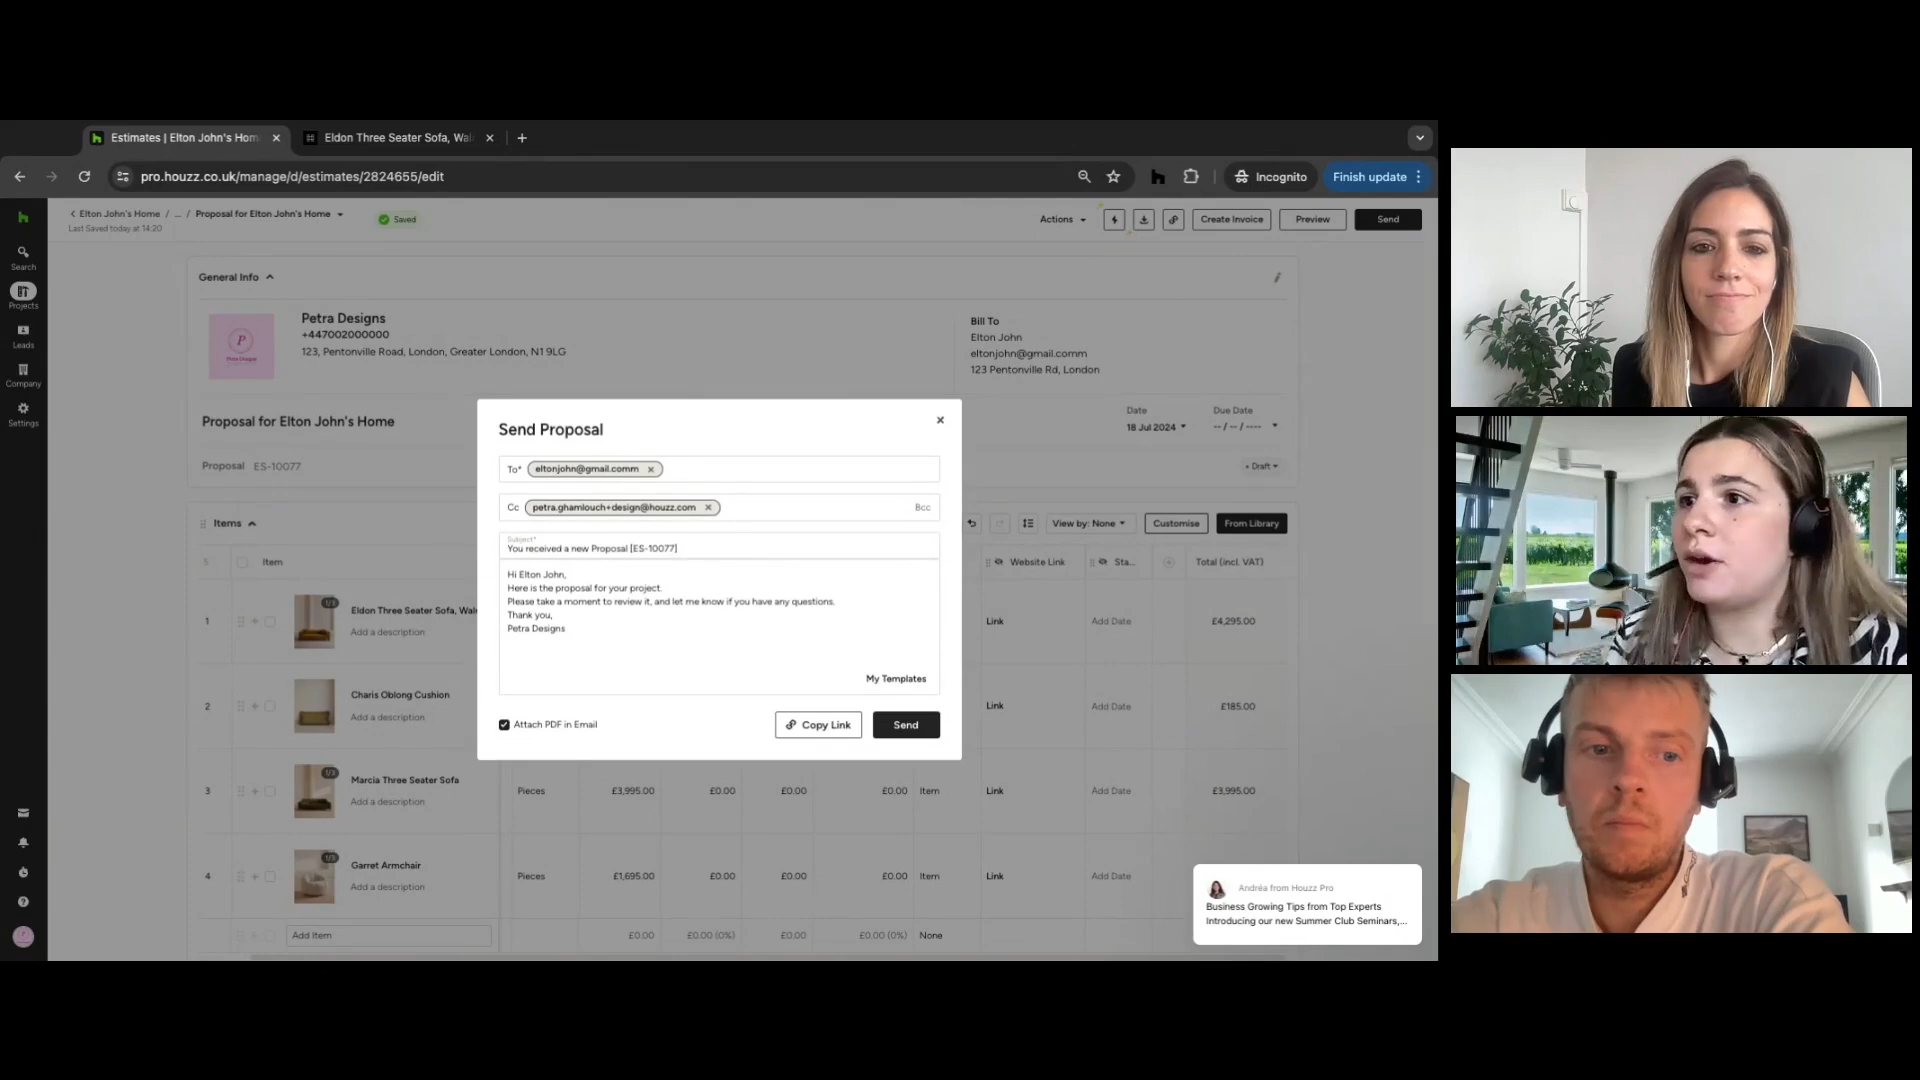 Estimates | Elton John's Hom
Eldon Three Seater Sofa, Wal
pro.houzz.co.uk/manage/d/estimates/2824655/edit
Incognito
Finish update
Elton John's Home / ... / Proposal for Elton John's Home
Saved
Last Saved today at 14:20
Actions
Create Invoice
Preview
Send
Search
Projects
Leads
Company
Settings
General Info
Petra Designs
+447002000000
123, Pentonville Road, London, Greater London, N1 9LG
Bill To
Elton John
eltonjohn@gmail.comm
123 Pentonville Rd, London
Proposal for Elton John's Home
Date
Due Date
18 Jul 2024
-- / -- / ----
Proposal ES-10077
Draft
Send Proposal
To* eltonjohn@gmail.comm
Cc petra.ghamlouch+design@houzz.com
Bcc
Subject*
You received a new Proposal [ES-10077]
Hi Elton John,
Here is the proposal for your project.
Please take a moment to review it, and let me know if you have any questions.
Thank you,
Petra Designs
My Templates
Attach PDF in Email
Copy Link
Send
Items
View by: None
Customise
From Library
5 Item
Website Link
Sta...
Total (incl. VAT)
1 1/3 Eldon Three Seater Sofa, Wal
Add a description
Link Add Date £4,295.00
2 Charis Oblong Cushion
Add a description
Link Add Date £185.00
3 1/3 Marcia Three Seater Sofa
Add a description
Pieces £3,995.00 £0.00 £0.00 £0.00 Item Link Add Date £3,995.00
4 1/3 Garret Armchair
Add a description
Pieces £1,695.00 £0.00 £0.00 £0.00 Item Link Add Date
Add Item £0.00 £0.00 (0%) £0.00 £0.00 (0%) None
Andréa from Houzz Pro
Business Growing Tips from Top Experts
Introducing our new Summer Club Seminars,...